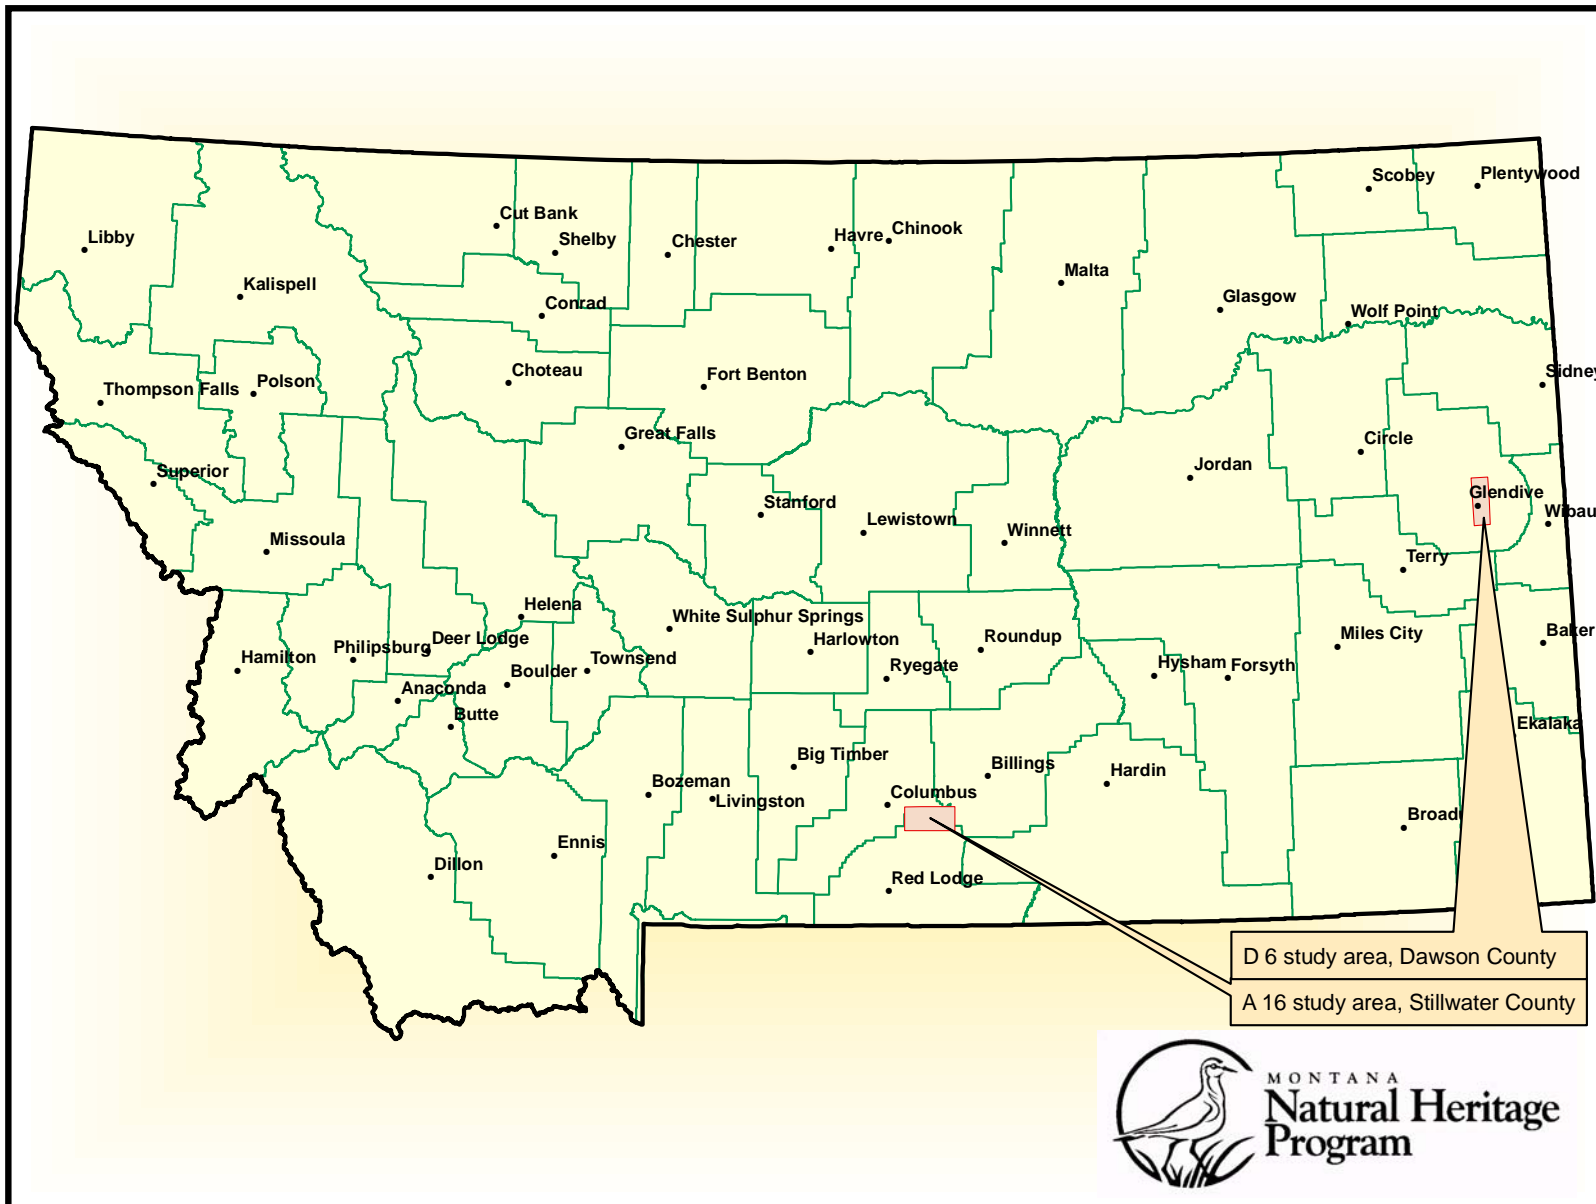 Scobey
Plentywood
Cut Bank
Shelby
Chester
Havre
Chinook
Libby
Malta
Kalispell
Conrad
Glasgow
Wolf Point
Thompson Falls
Polson
Choteau
Fort Benton
Sidney
Great Falls
Circle
Superior
Jordan
Stanford
Glendive
Lewistown
Winnett
Wibau
Missoula
Terry
Helena
White Sulphur Springs
Harlowton
Roundup
Miles City
Baker
Philipsburg
Deer Lodge
Hamilton
Boulder
Townsend
Ryegate
Hysham
Forsyth
Anaconda
Butte
Ekalaka
Big Timber
Billings
Hardin
Bozeman
Livingston
Columbus
Broadu
Ennis
Dillon
Red Lodge
D 6 study area, Dawson County
A 16 study area, Stillwater County
MONTANA
Natural Heritage
Program